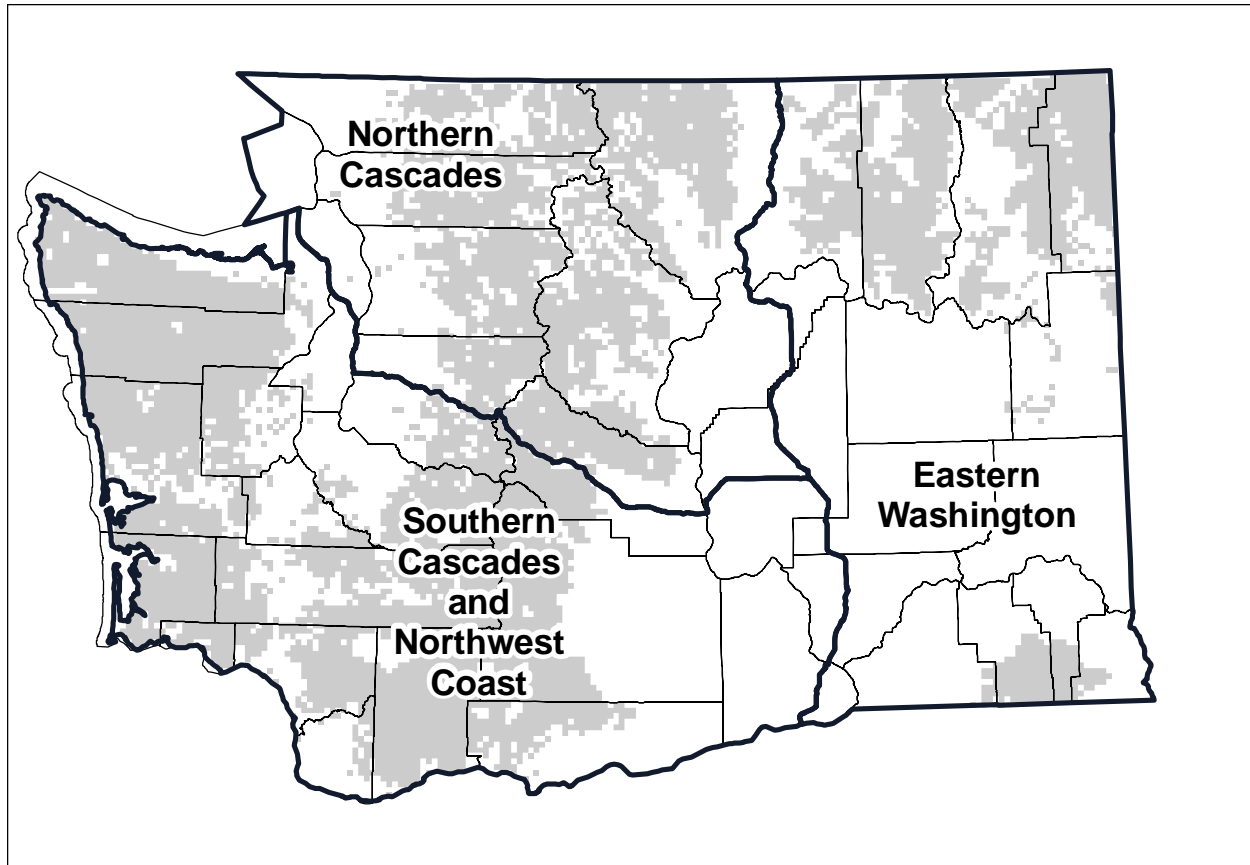 Northern
Cascades
Eastern
Washington
Southern
Cascades
and
Northwest
Coast